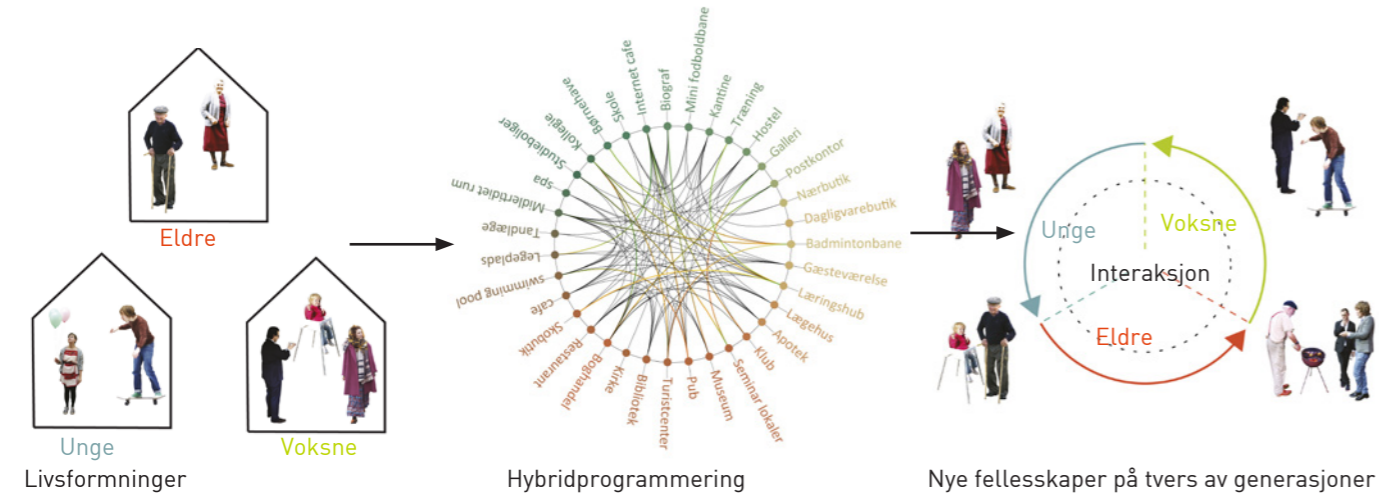 Eldre
Unge
Voksne
Livsformninger
Internet cafe
Biograf
Mini fodboldbane
Kantine
Træning
Hostel
Galleri
Postkontor
Nærbutik
Dagligvarebutik
Badmintonbane
Gæsteværelse
Læringshub
Lægehus
Apotek
Klub
Seminar lokaler
Museum
Pub
Turistcenter
Bibliotek
Kirke
Boghandel
Restaurant
Skobutik
cafe
swimming pool
Legeplads
Tandlæge
Midlertidiet rum
spa
Studieboliger
Kollegie
Børnehave
Skole
Hybridprogrammering
Unge
Voksne
Interaksjon
Eldre
Nye fellesskaper på tvers av generasjoner